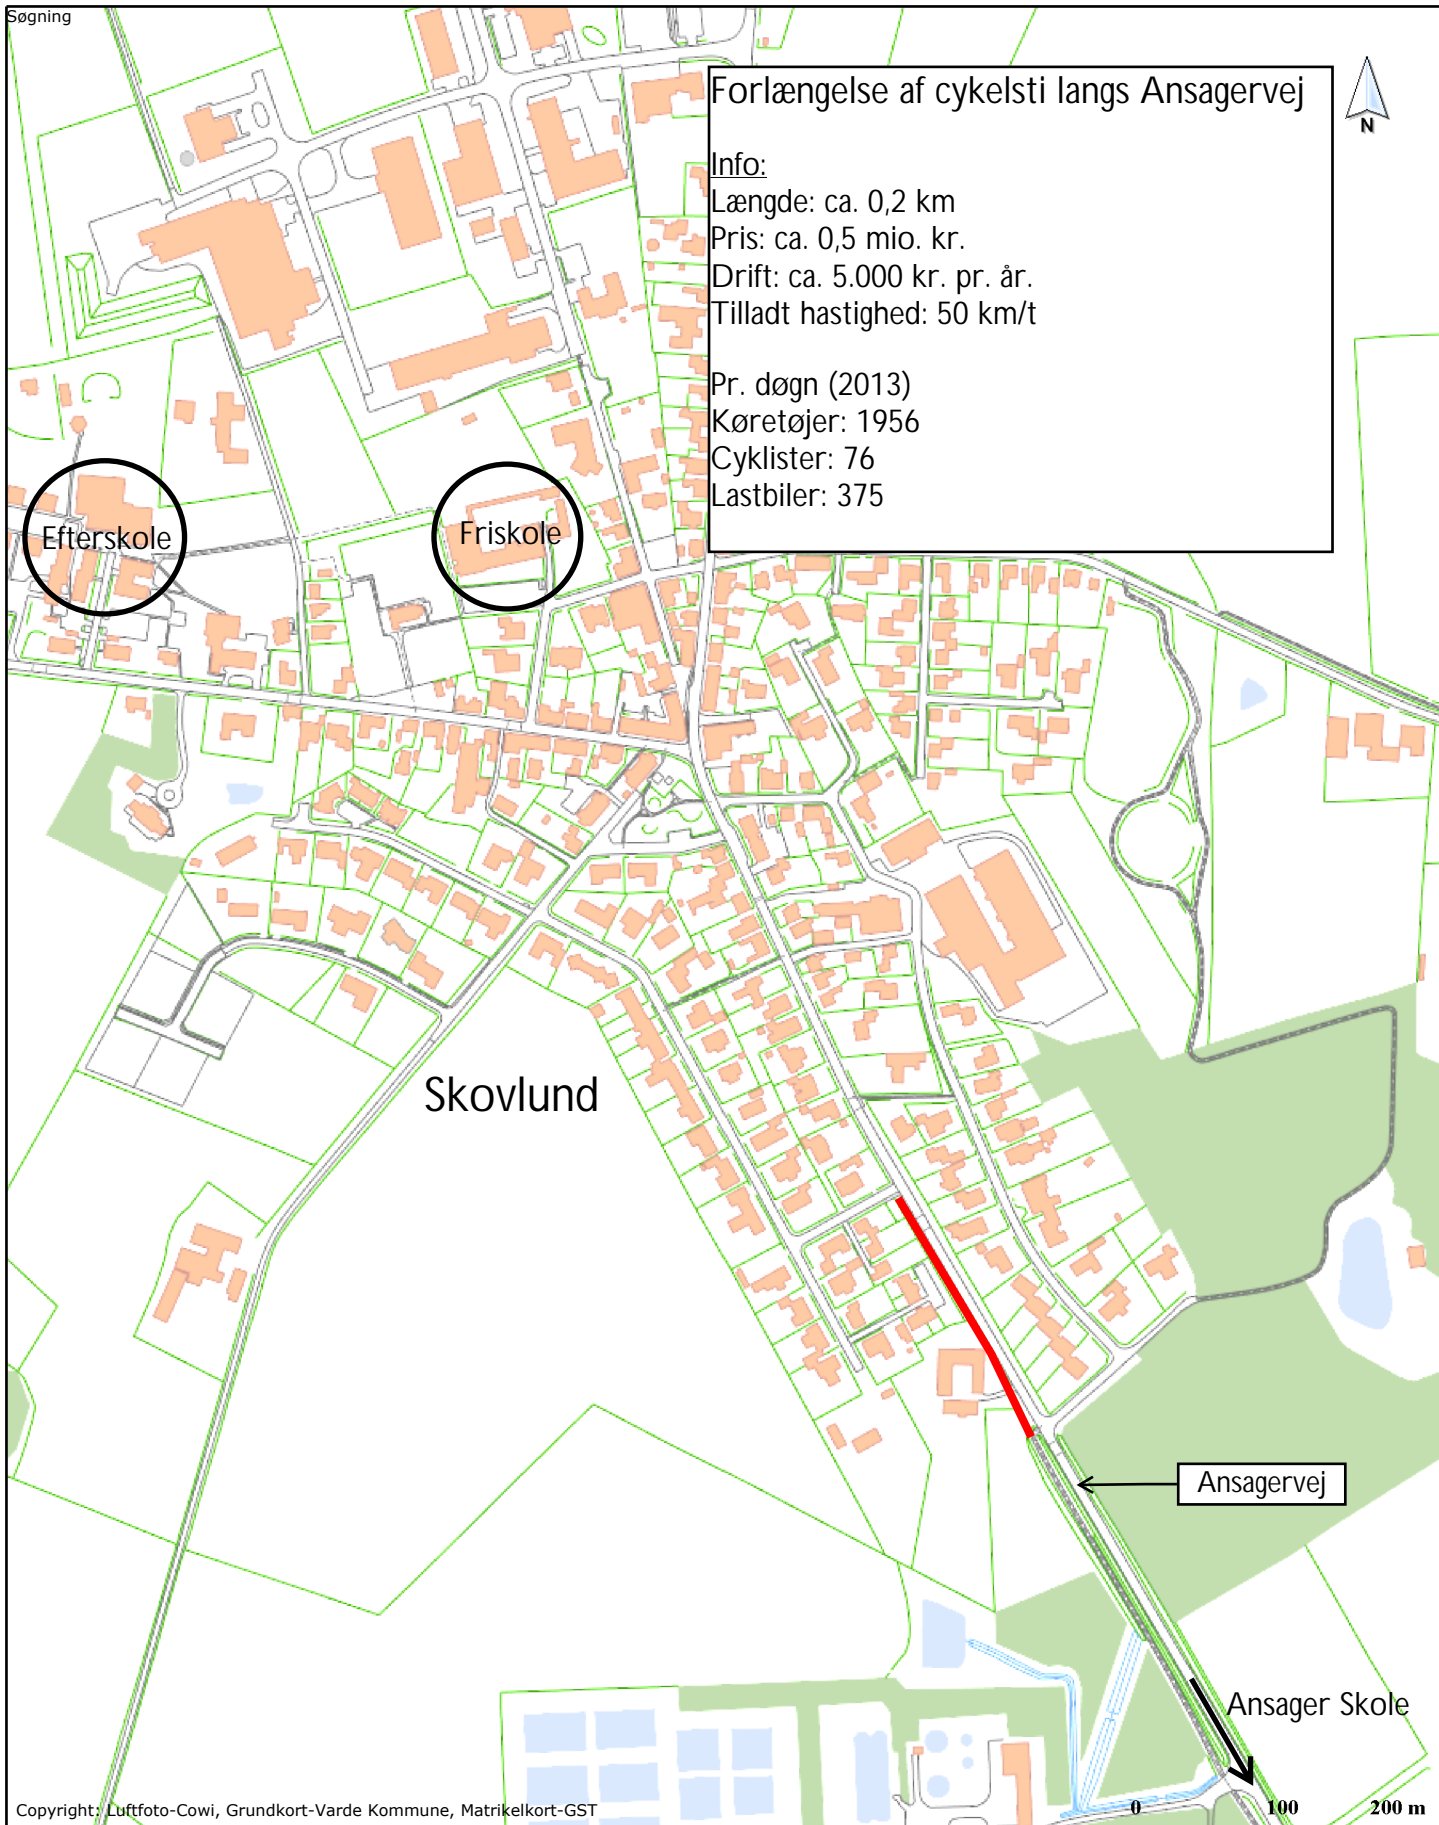 Søgning
Forlængelse af cykelsti langs Ansagervej
N
Info:
Længde: ca. 0,2 km
Pris: ca. 0,5 mio. kr.
Drift: ca. 5.000 kr. pr. år.
Tilladt hastighed: 50 km/t
Pr. døgn (2013)
Køretøjer: 1956
Cyklister: 76
Lastbiler: 375
Efterskole
Friskole
Skovlund
Ansagervej
Ansager Skole
Copyright: Luftfoto-Cowi, Grundkort-Varde Kommune, Matrikelkort-GST
0 100 200 m